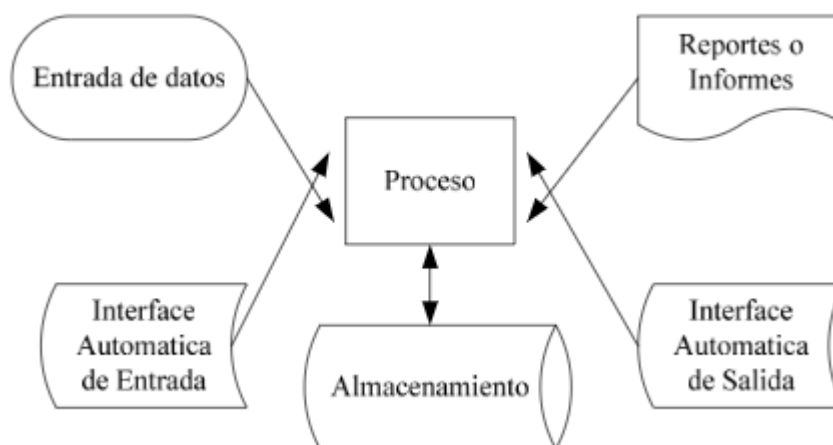 Entrada de datos
Reportes o
Informes
Proceso
Interface
Automatica
de Entrada
Almacenamiento
Interface
Automatica
de Salida